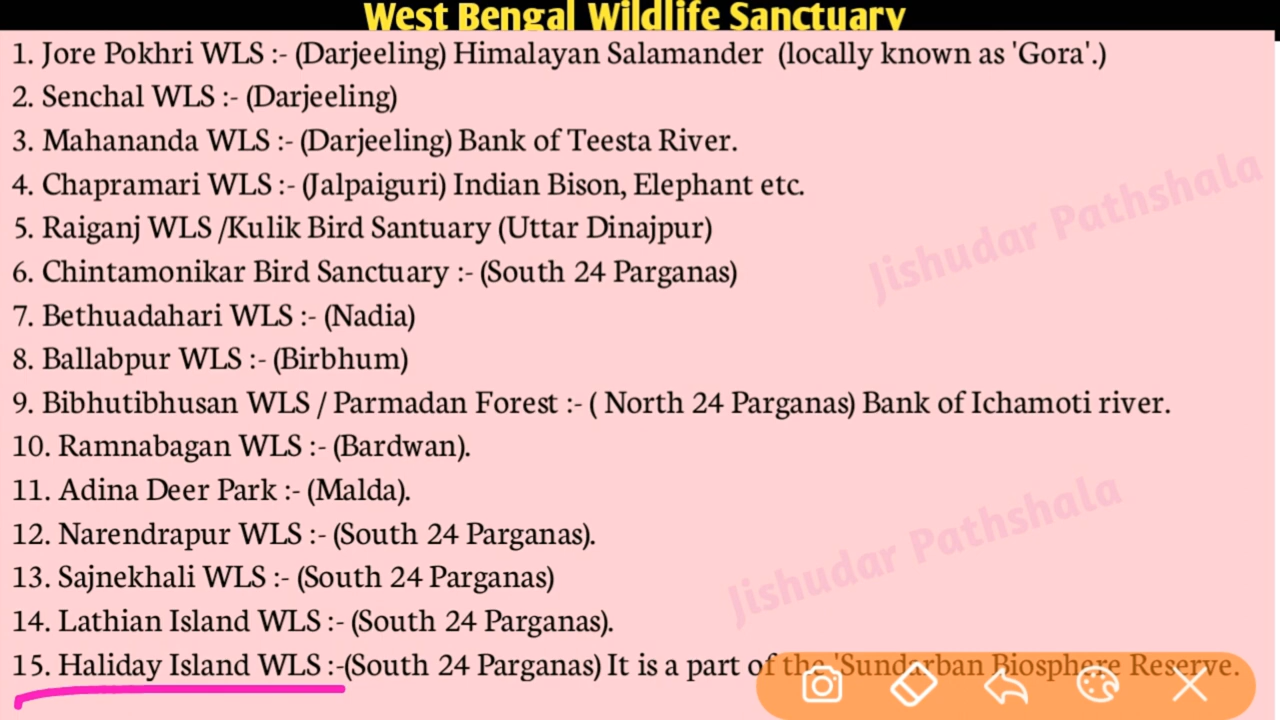 West Bengal Wildlife Sanctuary
1. Jore Pokhri WLS :- (Darjeeling) Himalayan Salamander (locally known as 'Gora'.)
2. Senchal WLS :- (Darjeeling)
3. Mahananda WLS :- (Darjeeling) Bank of Teesta River.
4. Chapramari WLS :- (Jalpaiguri) Indian Bison, Elephant etc.
5. Raiganj WLS /Kulik Bird Santuary (Uttar Dinajpur)
6. Chintamonikar Bird Sanctuary :- (South 24 Parganas)
7. Bethuadahari WLS :- (Nadia)
8. Ballabpur WLS :- (Birbhum)
9. Bibhutibhusan WLS / Parmadan Forest :- ( North 24 Parganas) Bank of Ichamoti river.
10. Ramnabagan WLS :- (Bardwan).
11. Adina Deer Park :- (Malda).
12. Narendrapur WLS :- (South 24 Parganas).
13. Sajnekhali WLS :- (South 24 Parganas)
14. Lathian Island WLS :- (South 24 Parganas).
15. Haliday Island WLS :-(South 24 Parganas) It is a part of the 'Sundarban Biosphere Reserve.
Jishudar Pathshala
Jishudar Pathshala